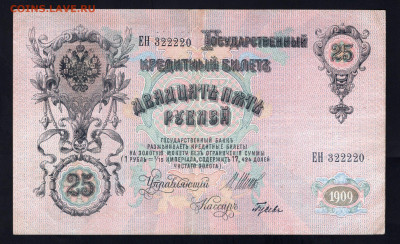 COINSS.LAVE.RU
ЕН 322220 Государственный
25
Кредитный Билетъ
Двадцать пять
рублей
ГОСУДАРСТВЕННЫЙ БАНКЪ
РАЗМѢНИВАЕТЪ КРЕДИТНЫЕ БИЛЕТЫ
НА ЗОЛОТУЮ МОНЕТУ БЕЗЪ ОГРАНИЧЕНІЯ СУММЫ
(1 РУБЛЬ = 1/15 ИМПЕРІАЛА, СОДЕРЖИТЪ 17,424 ДОЛЕЙ
ЧИСТАГО ЗОЛОТА).
ЕН 322220
25
Управляющій
Кассиръ
1909